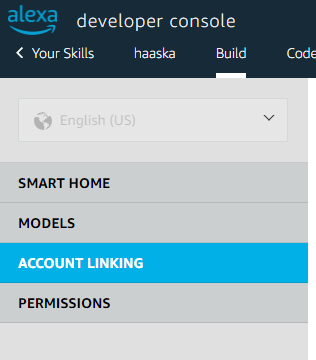 alexa developer console
Your Skills haaska Build Code
English (US)
SMART HOME
MODELS
ACCOUNT LINKING
PERMISSIONS